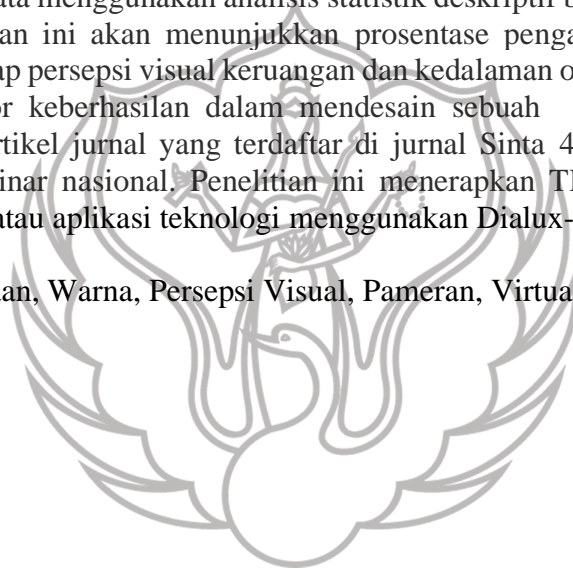 menggunakan analisis statistik deskriptif b
an ini akan menunjukkan prosentase penga
ap persepsi visual keruangan dan kedalaman o
or keberhasilan dalam mendesain sebuah
rtikel jurnal yang terdaftar di jurnal Sinta 4
inar nasional. Penelitian ini menerapkan
atau aplikasi teknologi menggunakan Dialux-
an, Warna, Persepsi Visual, Pameran, Virtua